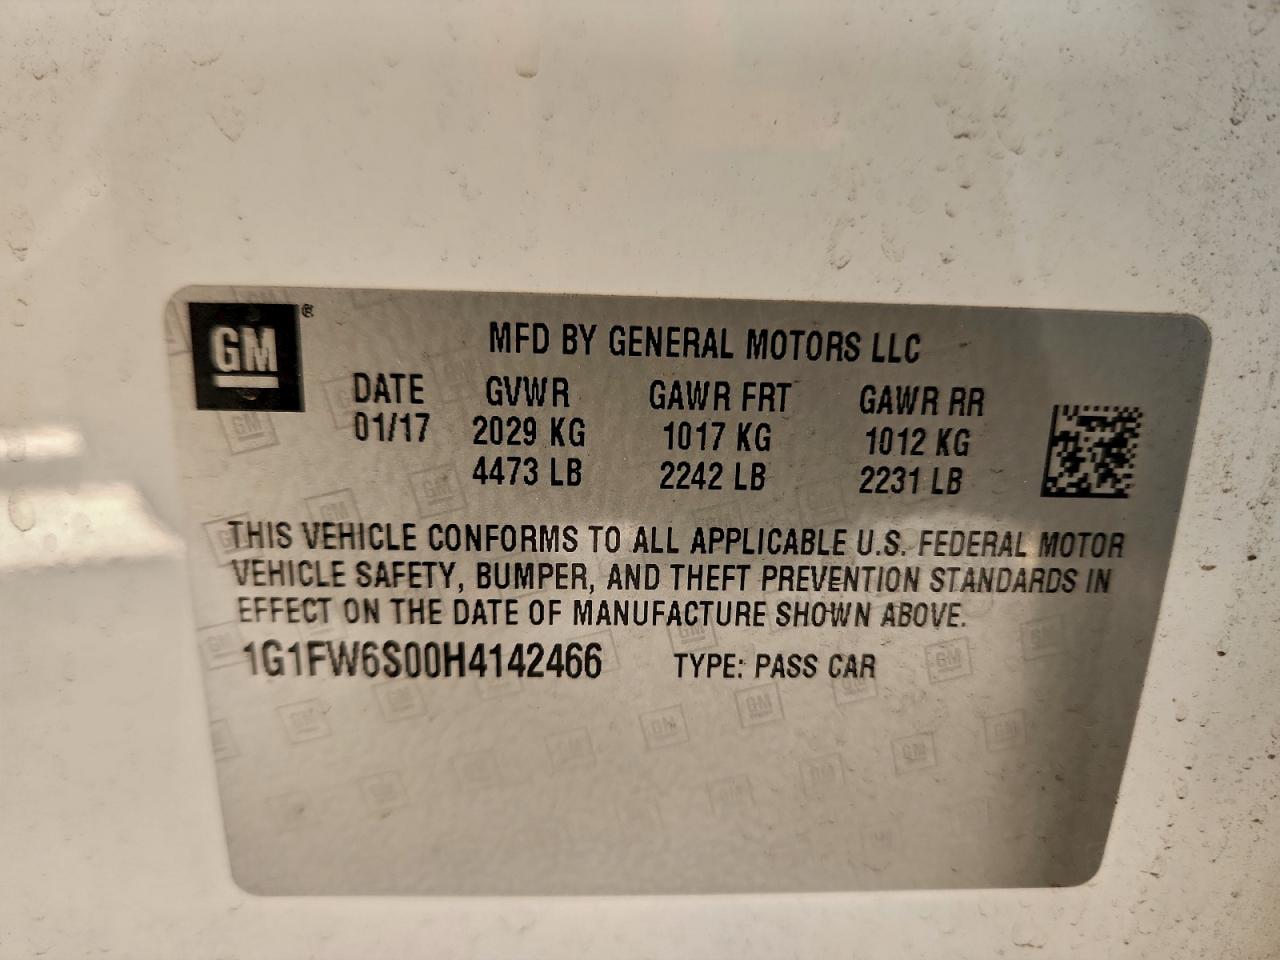 GM®
MFD BY GENERAL MOTORS LLC
DATE GVWR GAWR FRT GAWR RR
01/17 2029 KG 1017 KG 1012 KG
4473 LB 2242 LB 2231 LB
THIS VEHICLE CONFORMS TO ALL APPLICABLE U.S. FEDERAL MOTOR
VEHICLE SAFETY, BUMPER, AND THEFT PREVENTION STANDARDS IN
EFFECT ON THE DATE OF MANUFACTURE SHOWN ABOVE.
1G1FW6S00H4142466 TYPE: PASS CAR